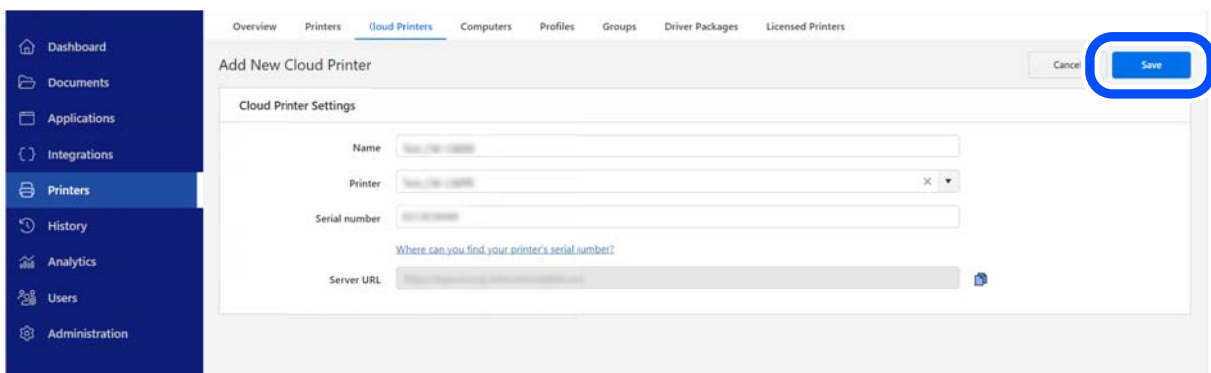 Overview Printers Cloud Printers Computers Profiles Groups Driver Packages Licensed Printers
Dashboard
Documents
Applications
Integrations
Printers
History
Analytics
Users
Administration
Add New Cloud Printer
Cancel Save
Cloud Printer Settings
Name
Printer
Serial number
Where can you find your printer's serial number?
Server URL